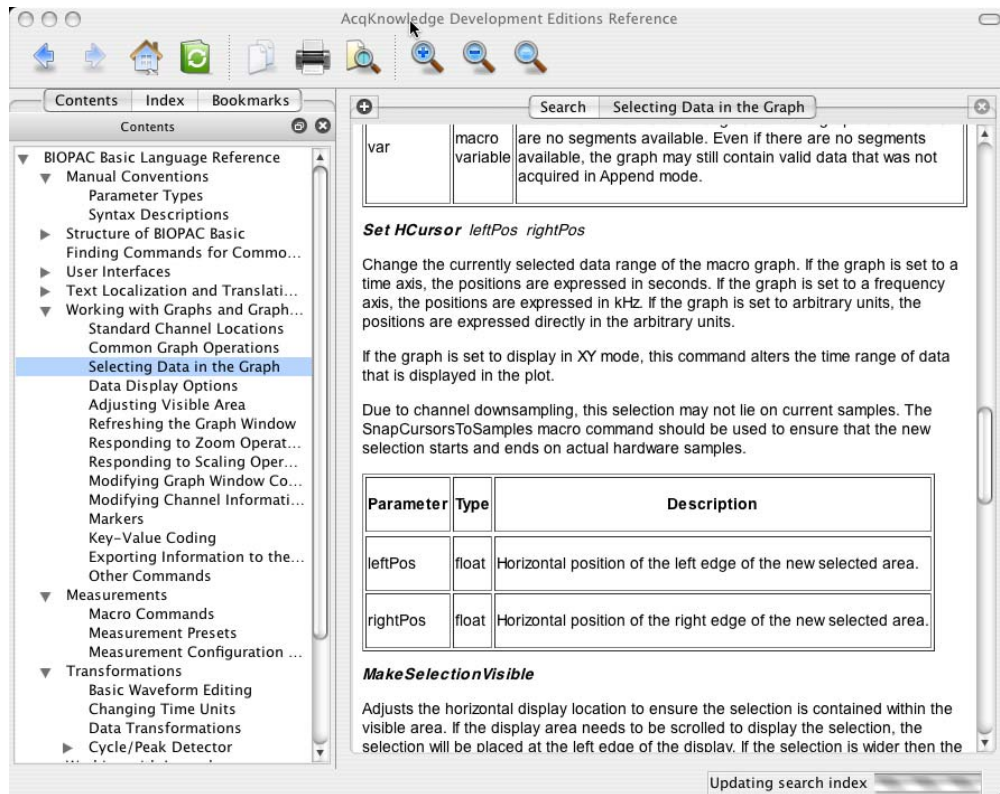 AcqKnowledge Development Editions Reference
Contents Index Bookmarks
Contents
BIOPAC Basic Language Reference
Manual Conventions
Parameter Types
Syntax Descriptions
Structure of BIOPAC Basic
Finding Commands for Commo...
User Interfaces
Text Localization and Translati...
Working with Graphs and Graph...
Standard Channel Locations
Common Graph Operations
Selecting Data in the Graph
Data Display Options
Adjusting Visible Area
Refreshing the Graph Window
Responding to Zoom Operat...
Responding to Scaling Oper...
Modifying Graph Window Co...
Modifying Channel Informati...
Markers
Key-Value Coding
Exporting Information to the...
Other Commands
Measurements
Macro Commands
Measurement Presets
Measurement Configuration ...
Transformations
Basic Waveform Editing
Changing Time Units
Data Transformations
Cycle/Peak Detector
Search Selecting Data in the Graph
var
macro
variable
are no segments available. Even if there are no segments
available, the graph may still contain valid data that was not
acquired in Append mode.
Set HCursor leftPos rightPos
Change the currently selected data range of the macro graph. If the graph is set to a
time axis, the positions are expressed in seconds. If the graph is set to a frequency
axis, the positions are expressed in kHz. If the graph is set to arbitrary units, the
positions are expressed directly in the arbitrary units.
If the graph is set to display in XY mode, this command alters the time range of data
that is displayed in the plot.
Due to channel downsampling, this selection may not lie on current samples. The
SnapCursorsToSamples macro command should be used to ensure that the new
selection starts and ends on actual hardware samples.
Parameter Type Description
leftPos float Horizontal position of the left edge of the new selected area.
rightPos float Horizontal position of the right edge of the new selected area.
MakeSelectionVisible
Adjusts the horizontal display location to ensure the selection is contained within the
visible area. If the display area needs to be scrolled to display the selection, the
selection will be placed at the left edge of the display. If the selection is wider then the
Updating search index